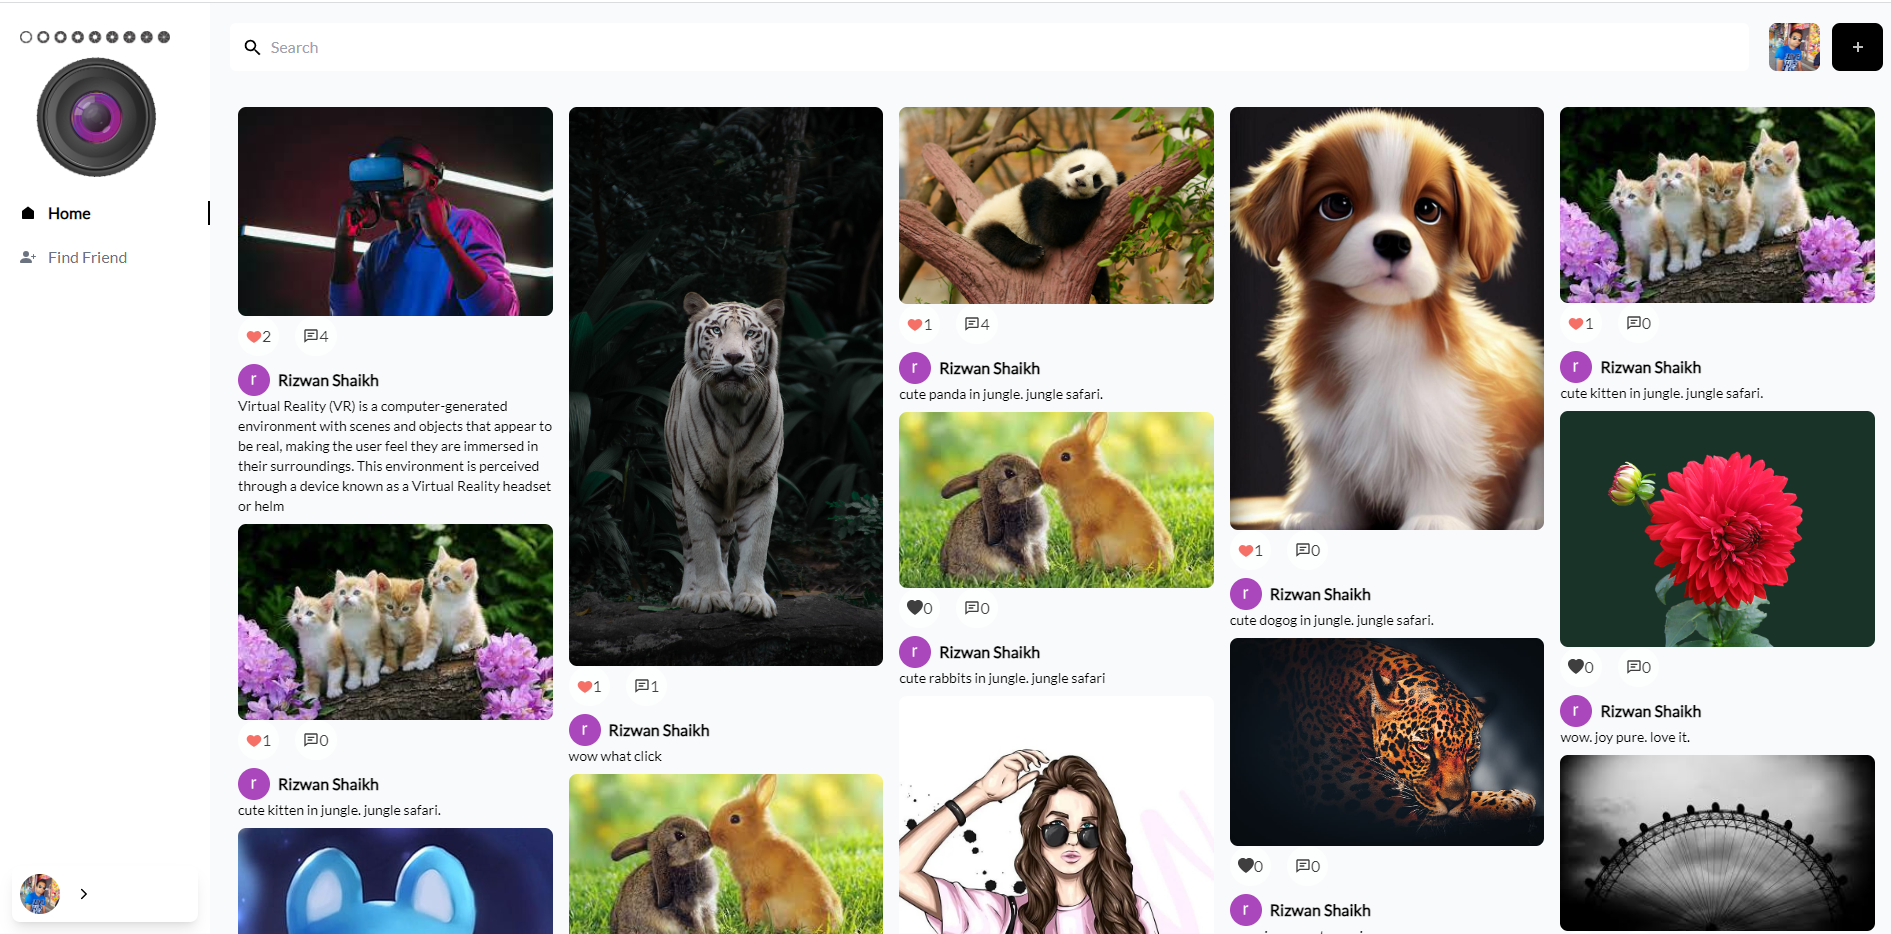 Search
+
Home
Find Friend
2 4
r Rizwan Shaikh
Virtual Reality (VR) is a computer-generated
environment with scenes and objects that appear to
be real, making the user feel they are immersed in
their surroundings. This environment is perceived
through a device known as a Virtual Reality headset
or helm
1 0
r Rizwan Shaikh
cute kitten in jungle. jungle safari.
1 1
r Rizwan Shaikh
wow what click
1 4
r Rizwan Shaikh
cute panda in jungle. jungle safari.
0 0
r Rizwan Shaikh
cute rabbits in jungle. jungle safari
1 0
r Rizwan Shaikh
cute dogog in jungle. jungle safari.
0 0
r Rizwan Shaikh
1 0
r Rizwan Shaikh
cute kitten in jungle. jungle safari.
0 0
r Rizwan Shaikh
wow. joy pure. love it.